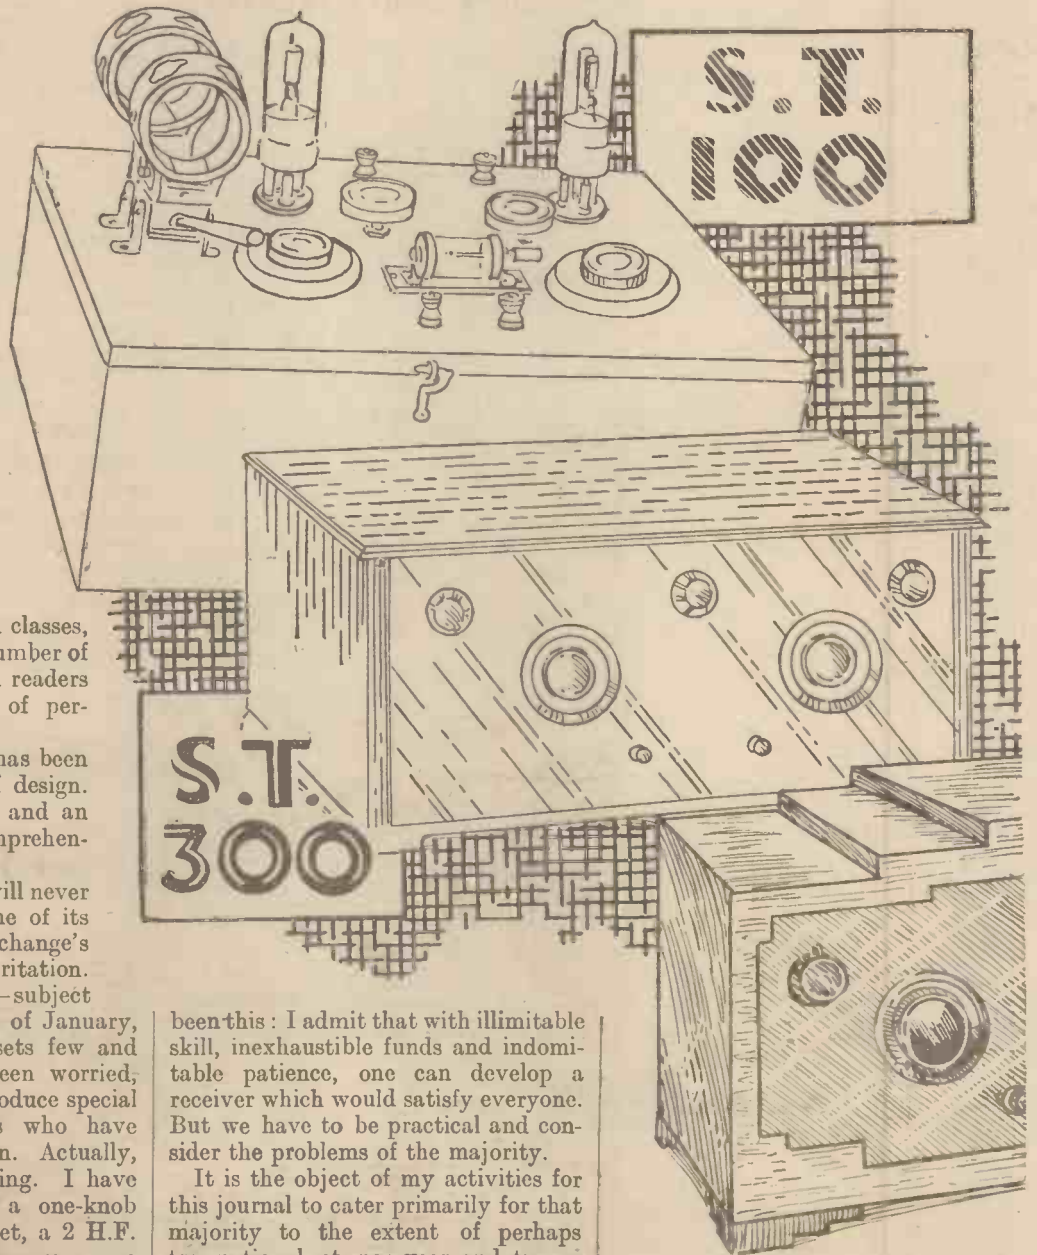 S.T.
100
S.T.
300
classes,
umber of
readers
of per-
has been
design.
and an
mprehen-
ill never
ne of its
change's
ritation.
—subject
of January,
sets few and
een worried,
oduce special
s who have
n. Actually,
ing. I have
a one-knob
et, a 2 H.F.
been this : I admit that with illimitable
skill, inexhaustible funds and indomi-
table patience, one can develop a
receiver which would satisfy everyone.
But we have to be practical and con-
sider the problems of the majority.
It is the object of my activities for
this journal to cater primarily for that
majority to the extent of perhaps